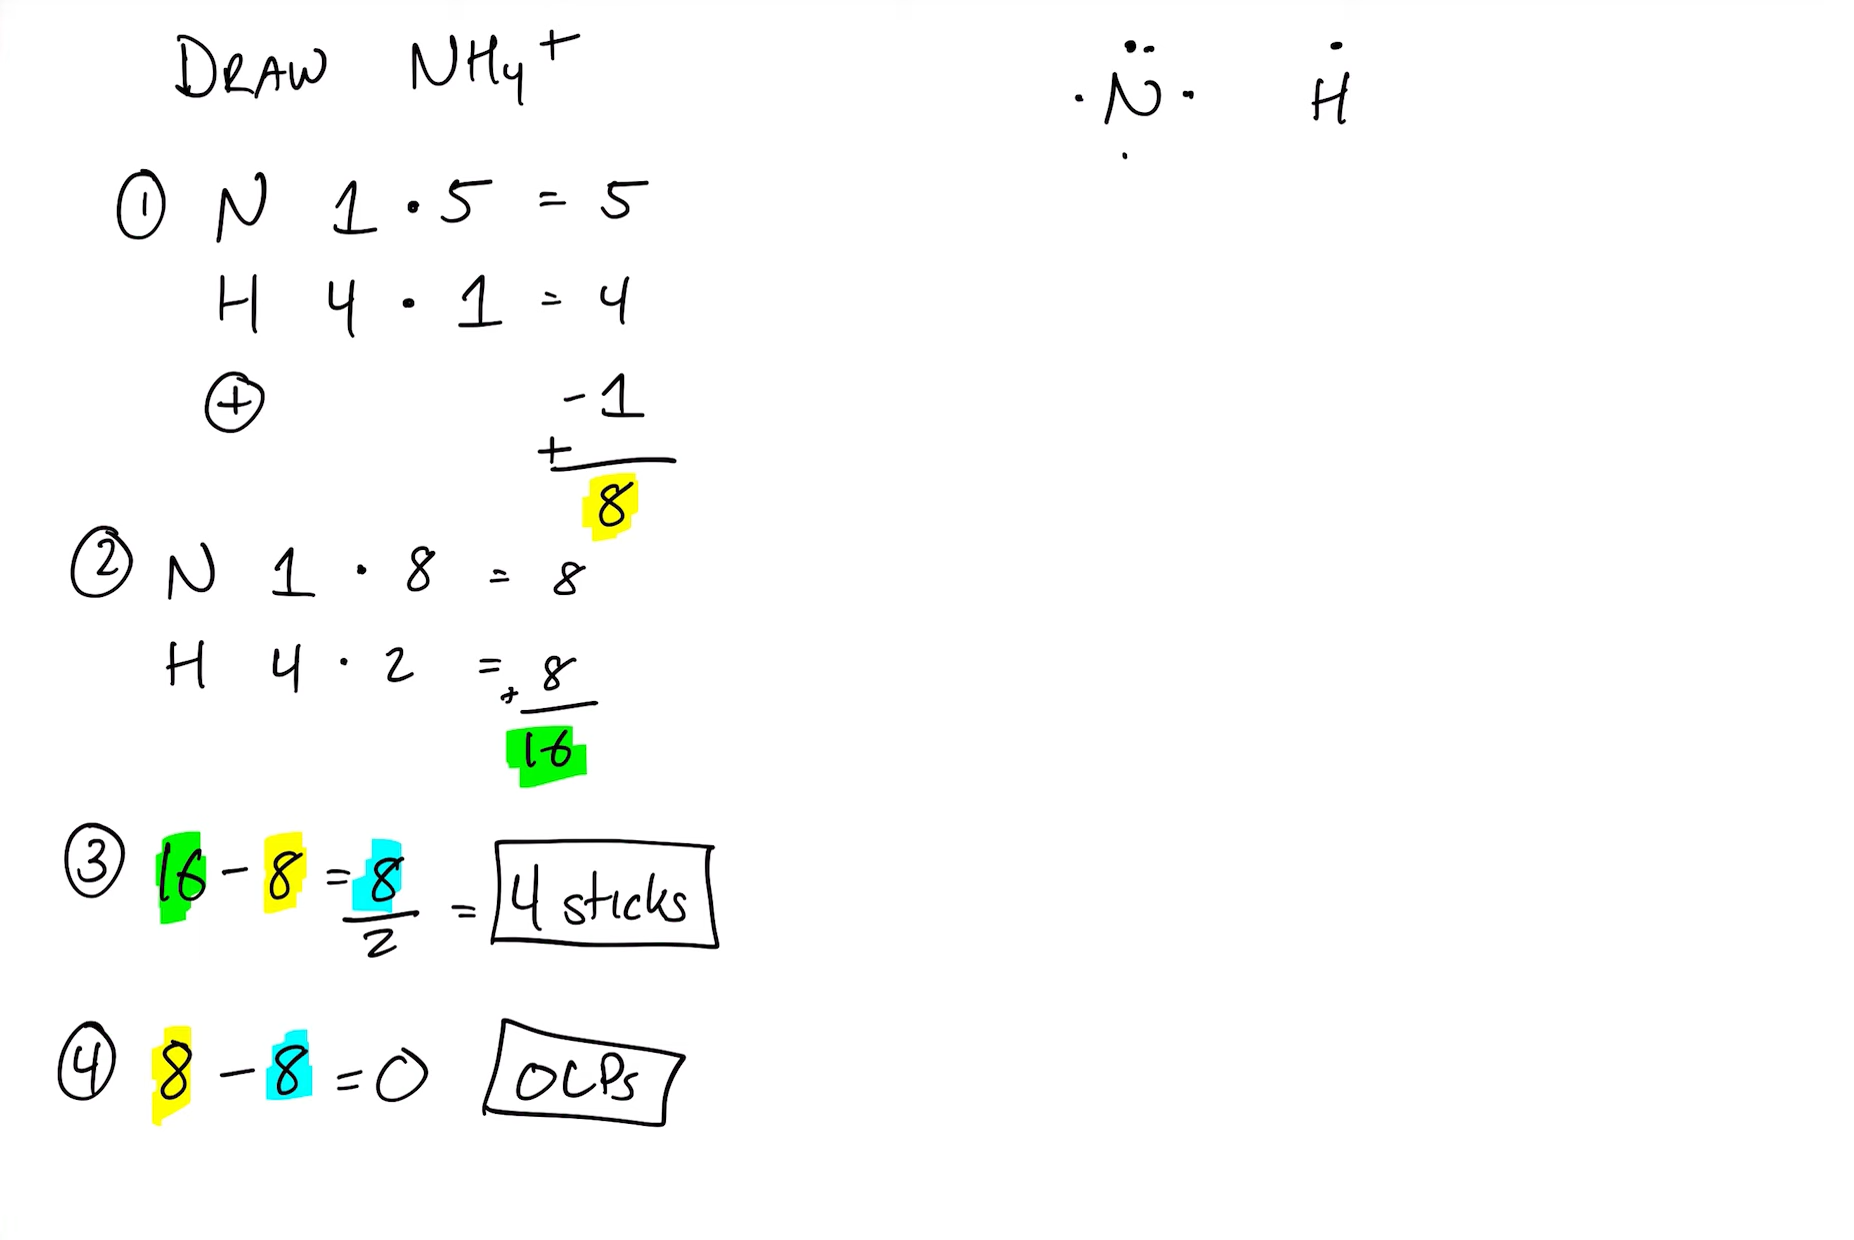 DRAW NH₄⁺
·N· H
① N 1 · 5 = 5
H 4 · 1 = 4
⊕ -1
+
8
② N 1 · 8 = 8
H 4 · 2 = 8
+
16
③ 16 - 8 = 8/2 = 4 sticks
④ 8 - 8 = 0 OLPs